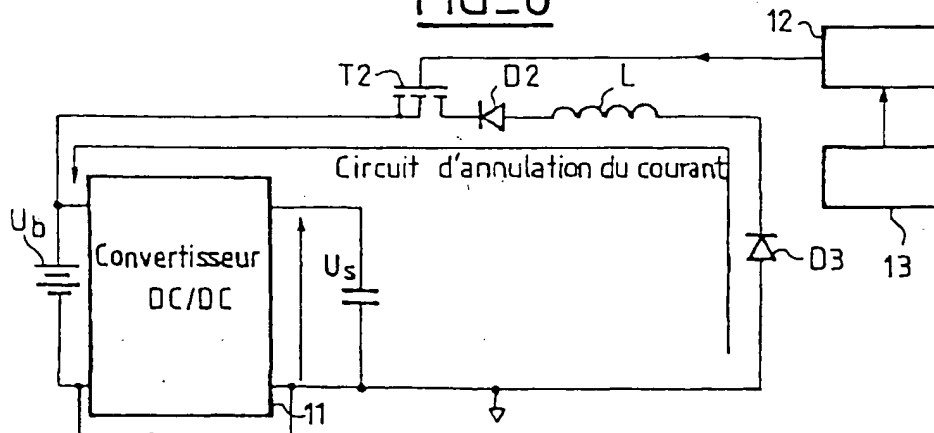 12
T2
D2
L
Circuit d'annulation du courant
Ub
Convertisseur
DC/DC
Us
D3
13
11